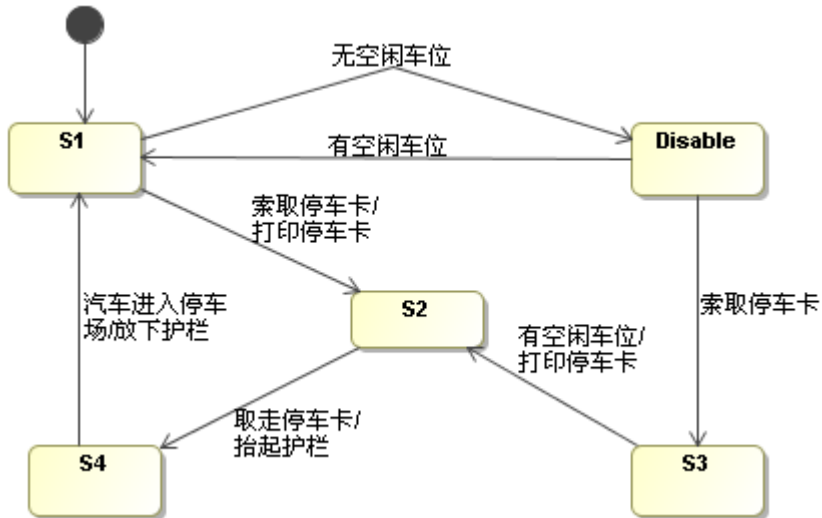 无空闲车位
S1
Disable
有空闲车位
索取停车卡/
打印停车卡
汽车进入停车
场/放下护栏
S2
索取停车卡
有空闲车位/
打印停车卡
取走停车卡/
抬起护栏
S4
S3